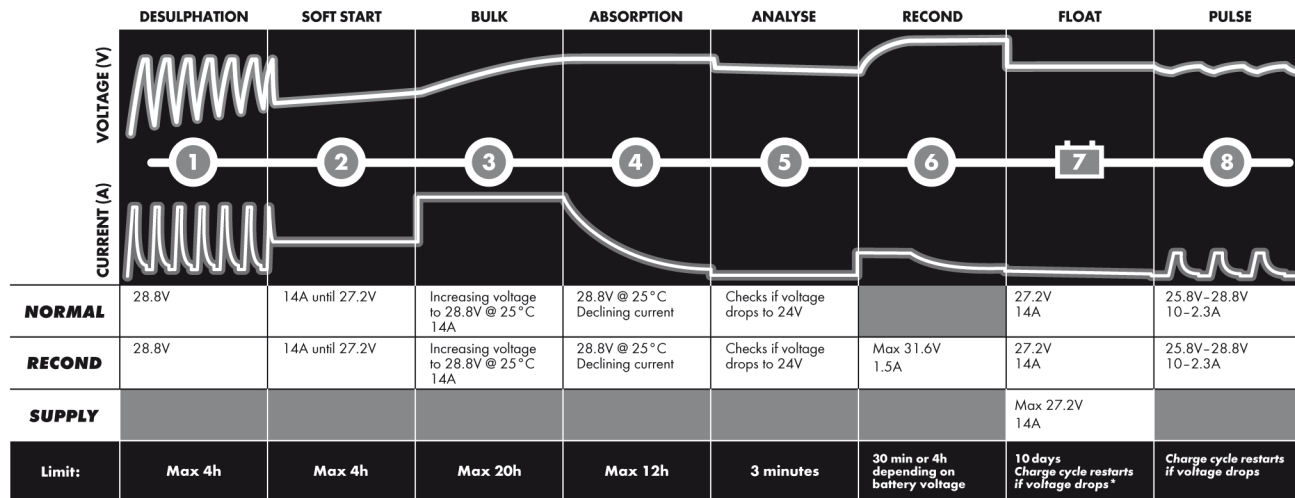 DESULPHATION SOFT START BULK ABSORPTION ANALYSE RECOND FLOAT PULSE
VOLTAGE (V)
1 2 3 4 5 6 7 8
CURRENT (A)
NORMAL
28.8V
14A until 27.2V
Increasing voltage
to 28.8V @ 25°C
14A
28.8V @ 25°C
Declining current
Checks if voltage
drops to 24V
27.2V
14A
25.8V–28.8V
10–2.3A
RECOND
28.8V
14A until 27.2V
Increasing voltage
to 28.8V @ 25°C
14A
28.8V @ 25°C
Declining current
Checks if voltage
drops to 24V
Max 31.6V
1.5A
27.2V
14A
25.8V–28.8V
10–2.3A
SUPPLY
Max 27.2V
14A
Limit:
Max 4h
Max 4h
Max 20h
Max 12h
3 minutes
30 min or 4h
depending on
battery voltage
10 days
Charge cycle restarts
if voltage drops*
Charge cycle restarts
if voltage drops